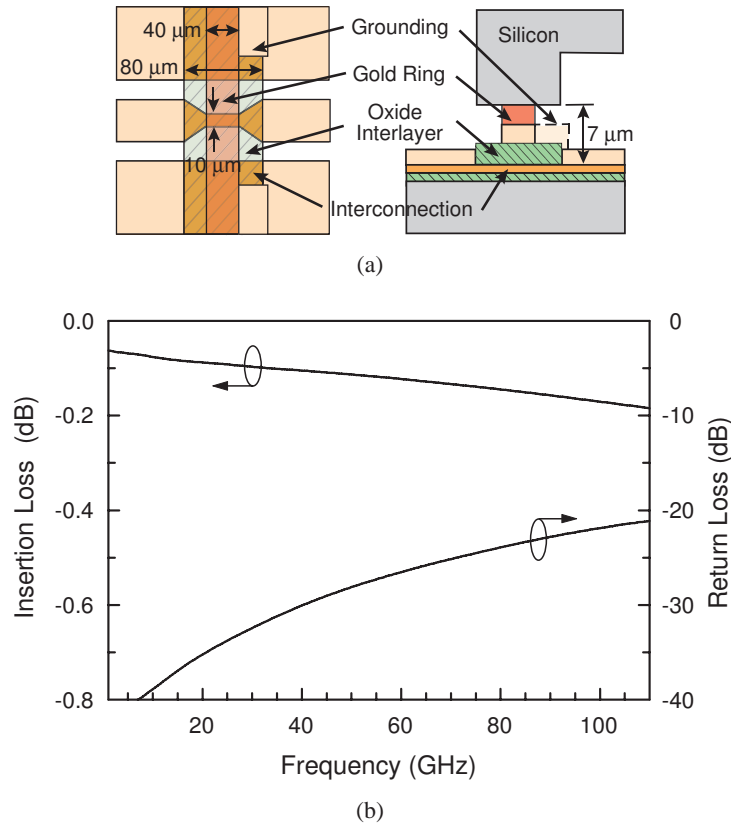 40 μm
80 μm
10 μm
Grounding
Gold Ring
Oxide
Interlayer
Interconnection
Silicon
7 μm
(a)
Insertion Loss (dB)
0.0
-0.2
-0.4
-0.6
-0.8
0
-10
-20
-30
-40
Return Loss (dB)
20 40 60 80 100
Frequency (GHz)
(b)